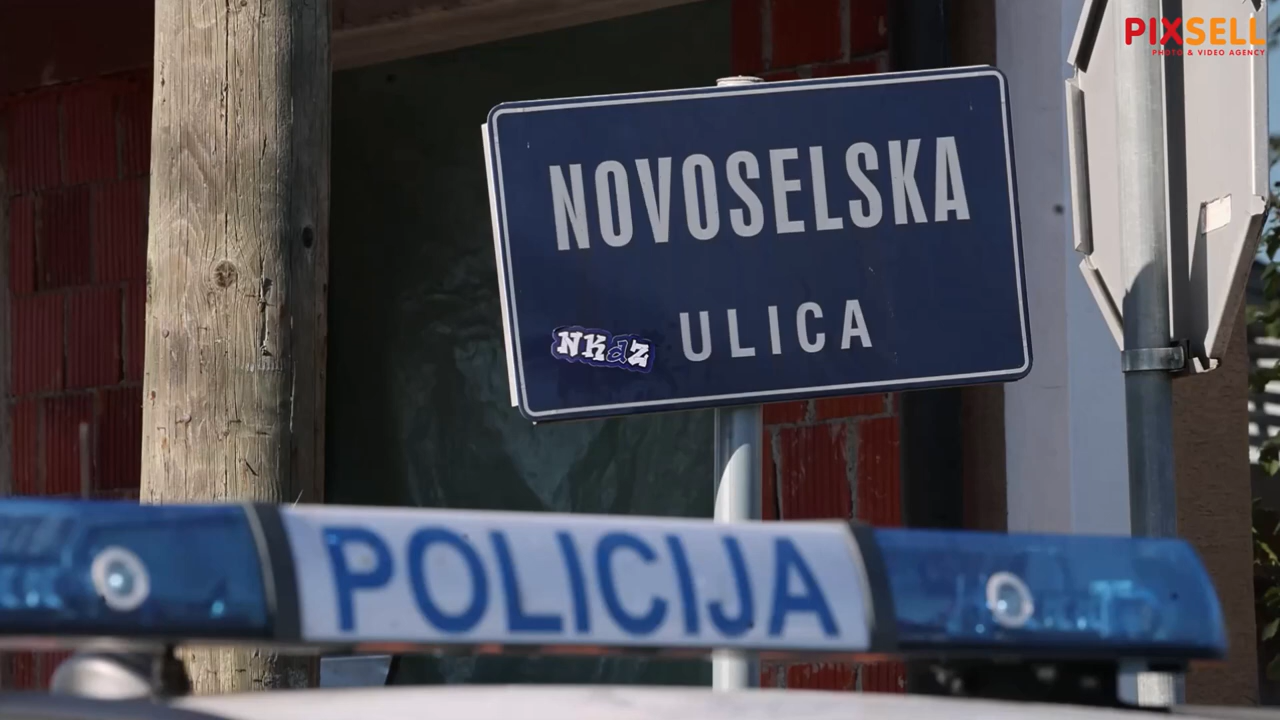 PIXSELL
PHOTO & VIDEO AGENCY
NOVOSELSKA
ULICA
NKdZ
POLICIJA